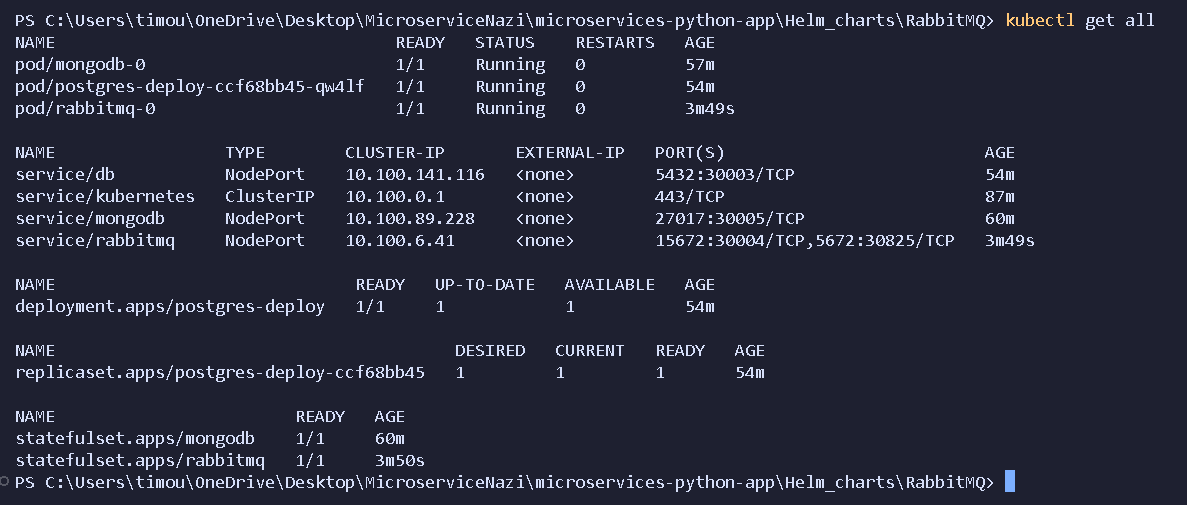 PS C:\Users\timou\OneDrive\Desktop\MicroserviceNazi\microservices-python-app\Helm_charts\RabbitMQ> kubectl get all
NAME READY STATUS RESTARTS AGE
pod/mongodb-0 1/1 Running 0 57m
pod/postgres-deploy-ccf68bb45-qw4lf 1/1 Running 0 54m
pod/rabbitmq-0 1/1 Running 0 3m49s
NAME TYPE CLUSTER-IP EXTERNAL-IP PORT(S) AGE
service/db NodePort 10.100.141.116 <none> 5432:30003/TCP 54m
service/kubernetes ClusterIP 10.100.0.1 <none> 443/TCP 87m
service/mongodb NodePort 10.100.89.228 <none> 27017:30005/TCP 60m
service/rabbitmq NodePort 10.100.6.41 <none> 15672:30004/TCP,5672:30825/TCP 3m49s
NAME READY UP-TO-DATE AVAILABLE AGE
deployment.apps/postgres-deploy 1/1 1 1 54m
NAME DESIRED CURRENT READY AGE
replicaset.apps/postgres-deploy-ccf68bb45 1 1 1 54m
NAME READY AGE
statefulset.apps/mongodb 1/1 60m
statefulset.apps/rabbitmq 1/1 3m50s
PS C:\Users\timou\OneDrive\Desktop\MicroserviceNazi\microservices-python-app\Helm_charts\RabbitMQ>